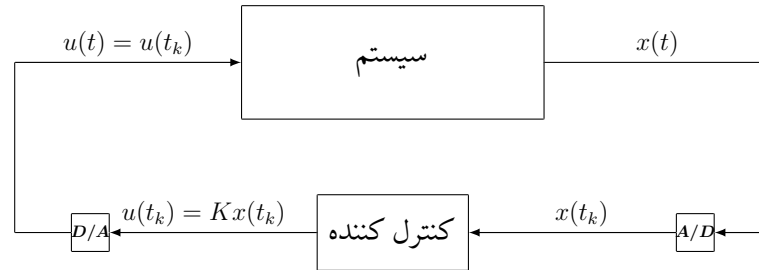 u(t) = u(t_k)
سیستم
x(t)
D/A
u(t_k) = Kx(t_k)
کنترل کننده
x(t_k)
A/D